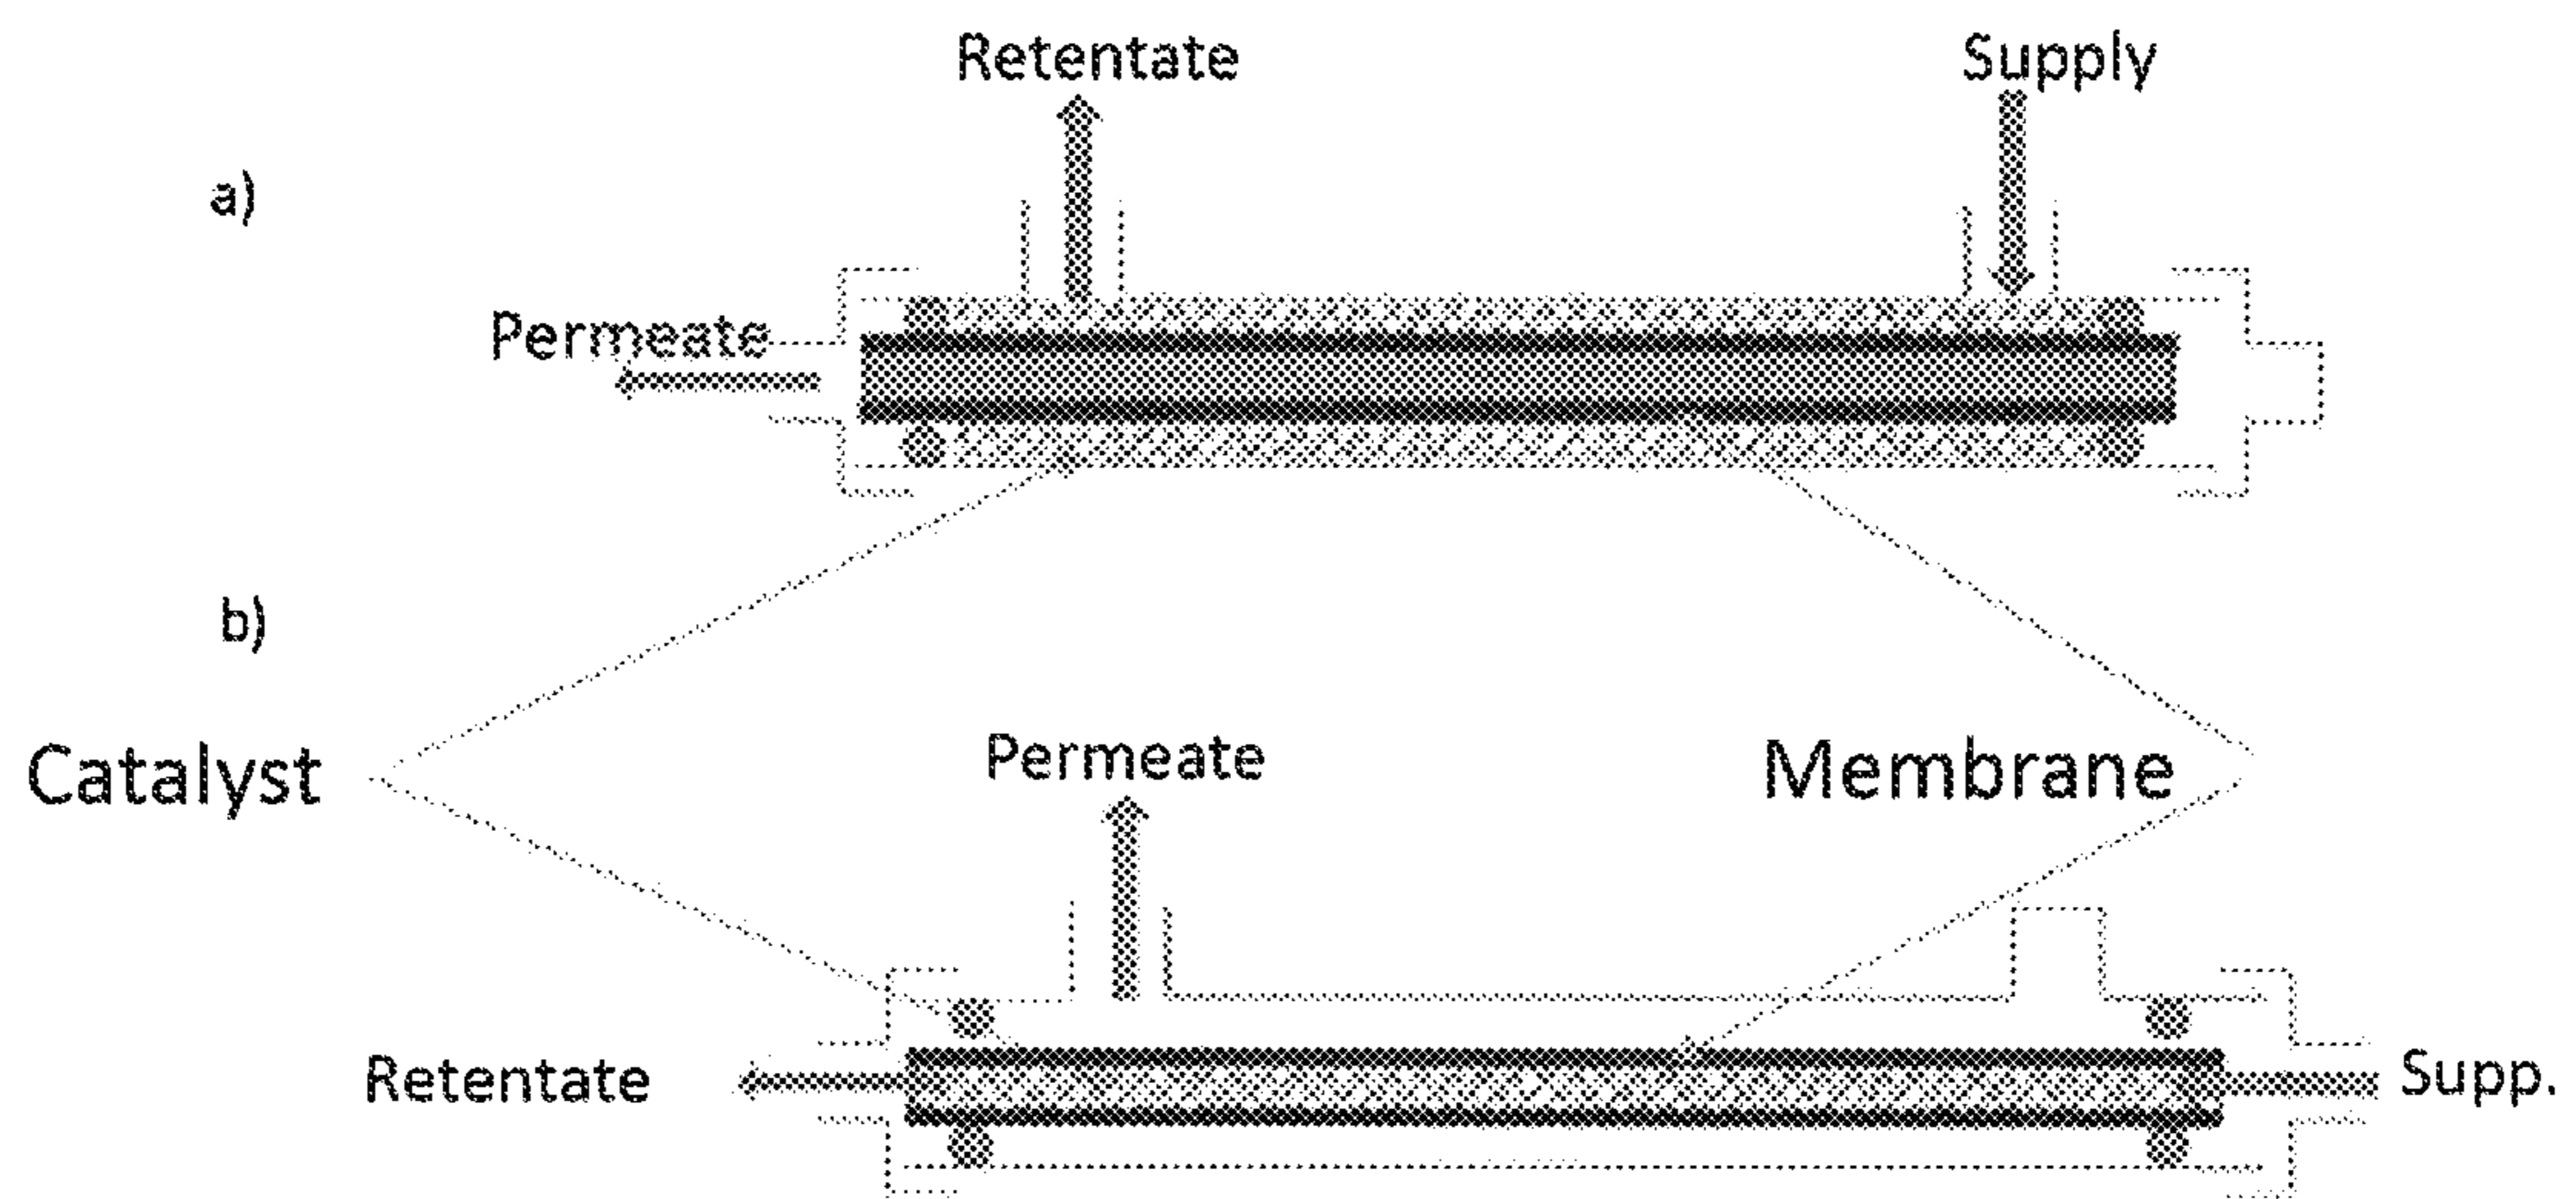 Retentate
Supply
a)
Permeate
b)
Catalyst
Permeate
Membrane
Retentate
Supp.